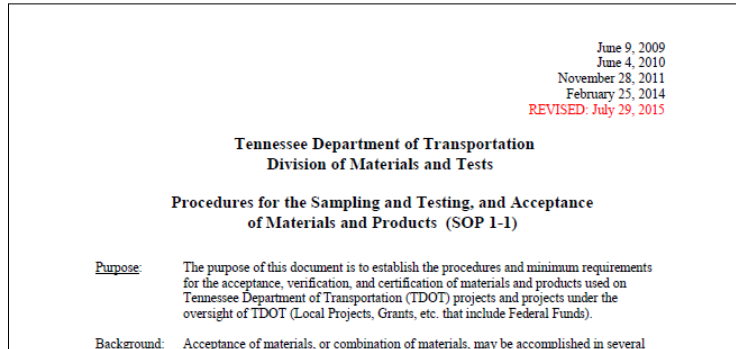 June 9, 2009
June 4, 2010
November 28, 2011
February 25, 2014
REVISED: July 29, 2015
Tennessee Department of Transportation
Division of Materials and Tests
Procedures for the Sampling and Testing, and Acceptance
of Materials and Products (SOP 1-1)
Purpose: The purpose of this document is to establish the procedures and minimum requirements
for the acceptance, verification, and certification of materials and products used on
Tennessee Department of Transportation (TDOT) projects and projects under the
oversight of TDOT (Local Projects, Grants, etc. that include Federal Funds).
Background: Acceptance of materials, or combination of materials, may be accomplished in several